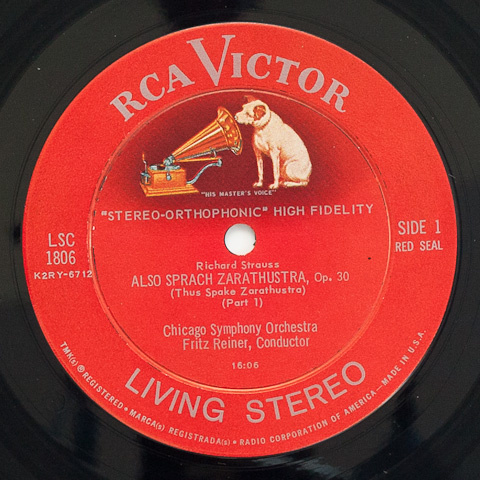 RCA VICTOR
"HIS MASTER'S VOICE"
"STEREO-ORTHOPHONIC" HIGH FIDELITY
LSC
1806
K2RY-6712
SIDE 1
RED SEAL
Richard Strauss
ALSO SPRACH ZARATHUSTRA, Op. 30
(Thus Spake Zarathustra)
(Part 1)
Chicago Symphony Orchestra
Fritz Reiner, Conductor
16:06
LIVING STEREO
TMK(s) ® REGISTERED • MARCA(s) REGISTRADA(s) • RADIO CORPORATION OF AMERICA—MADE IN U.S.A.